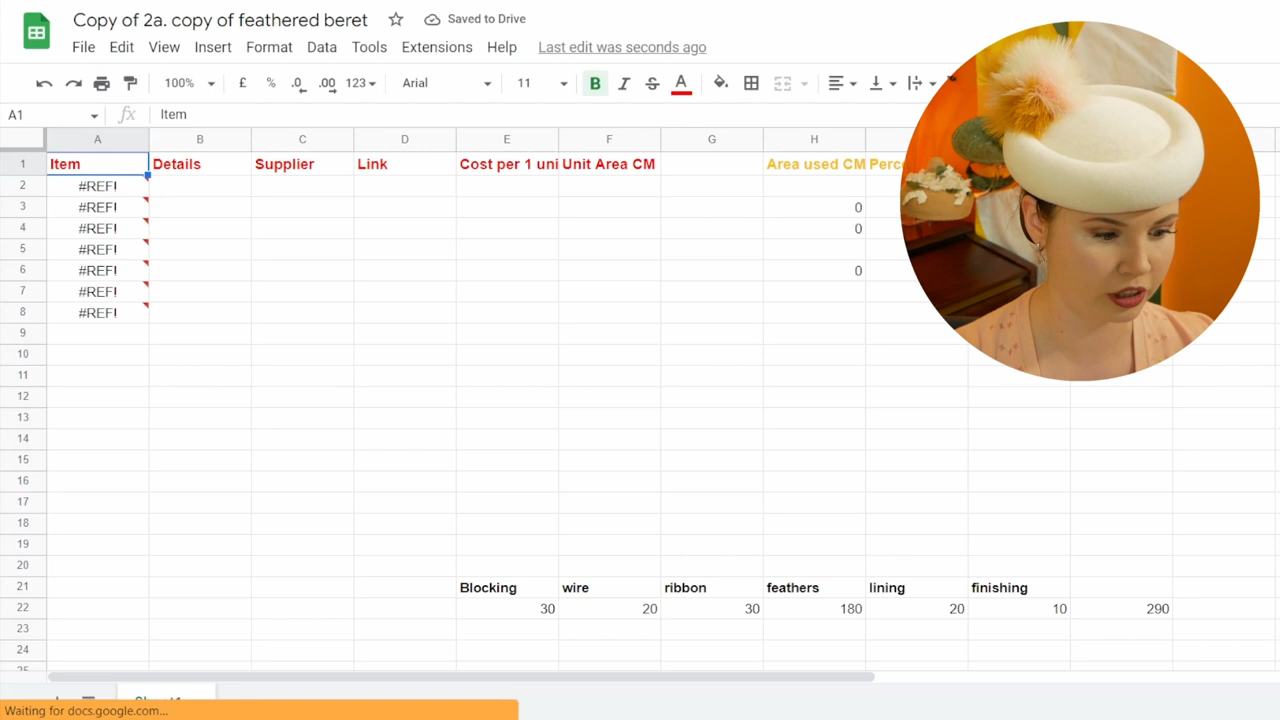 Copy of 2a. copy of feathered beret
Saved to Drive
File Edit View Insert Format Data Tools Extensions Help Last edit was seconds ago
100% £ % .0 .00 123 Arial 11 B I S A
A1 fx Item
A B C D E F G H
1 Item Details Supplier Link Cost per 1 uni Unit Area CM Area used CM Perc
2 #REF!
3 #REF! 0
4 #REF! 0
5 #REF!
6 #REF! 0
7 #REF!
8 #REF!
9
10
11
12
13
14
15
16
17
18
19
20
21 Blocking wire ribbon feathers lining finishing
22 30 20 30 180 20 10 290
23
24
Waiting for docs.google.com...